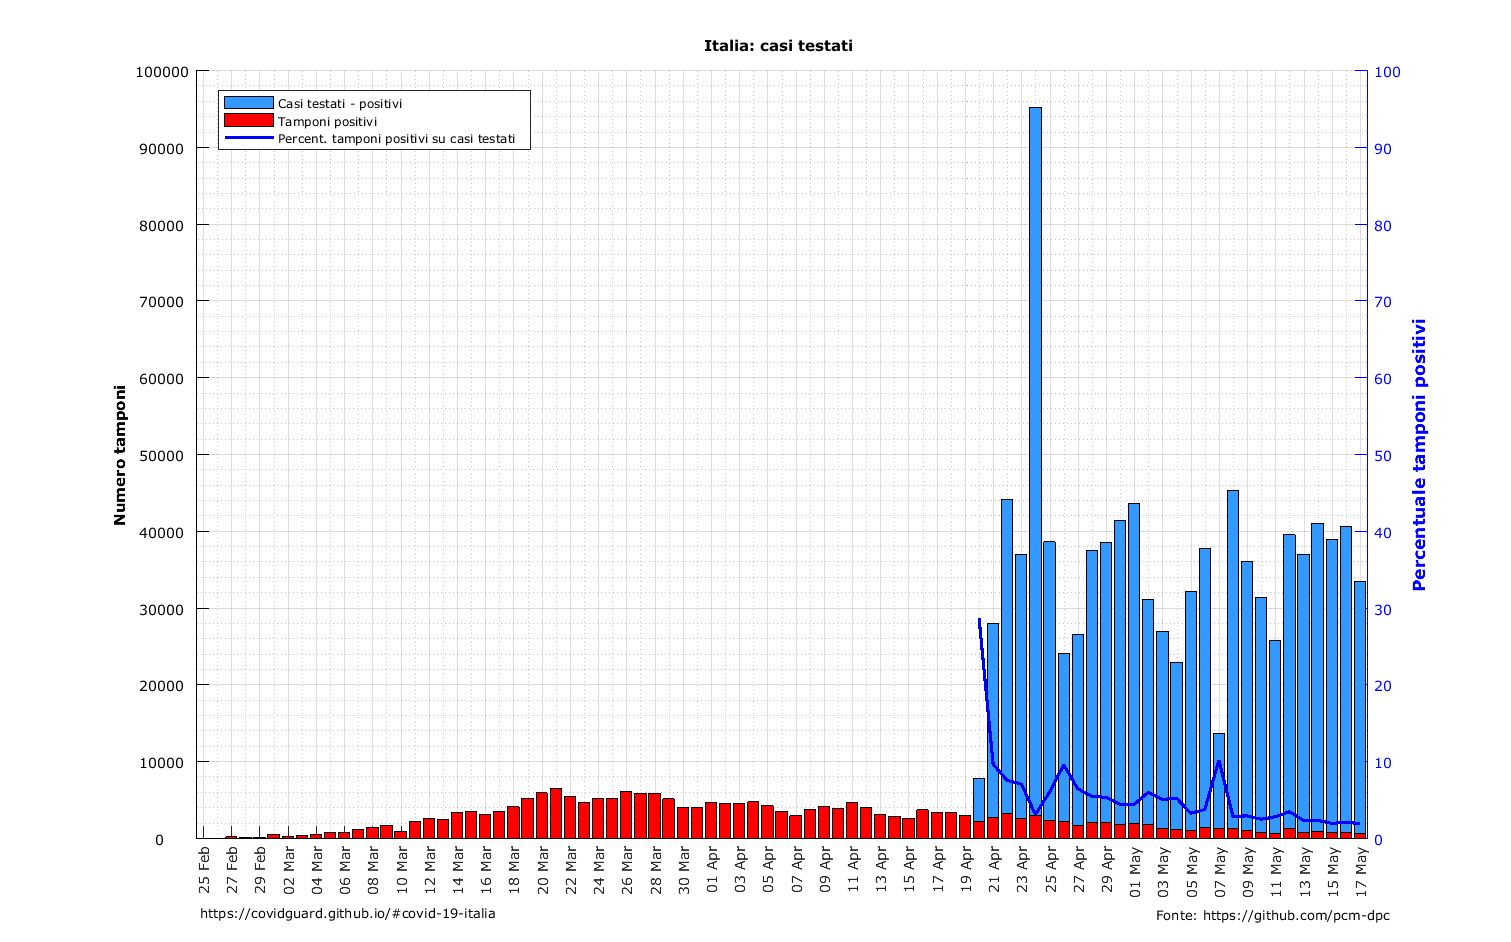 Italia: casi testati
Casi testati - positivi
Tamponi positivi
Percent. tamponi positivi su casi testati
Numero tamponi
100000
90000
80000
70000
60000
50000
40000
30000
20000
10000
0
Percentuale tamponi positivi
100
90
80
70
60
50
40
30
20
10
0
25 Feb
27 Feb
29 Feb
02 Mar
04 Mar
06 Mar
08 Mar
10 Mar
12 Mar
14 Mar
16 Mar
18 Mar
20 Mar
22 Mar
24 Mar
26 Mar
28 Mar
30 Mar
01 Apr
03 Apr
05 Apr
07 Apr
09 Apr
11 Apr
13 Apr
15 Apr
17 Apr
19 Apr
21 Apr
23 Apr
25 Apr
27 Apr
29 Apr
01 May
03 May
05 May
07 May
09 May
11 May
13 May
15 May
17 May
https://covidguard.github.io/#covid-19-italia
Fonte: https://github.com/pcm-dpc